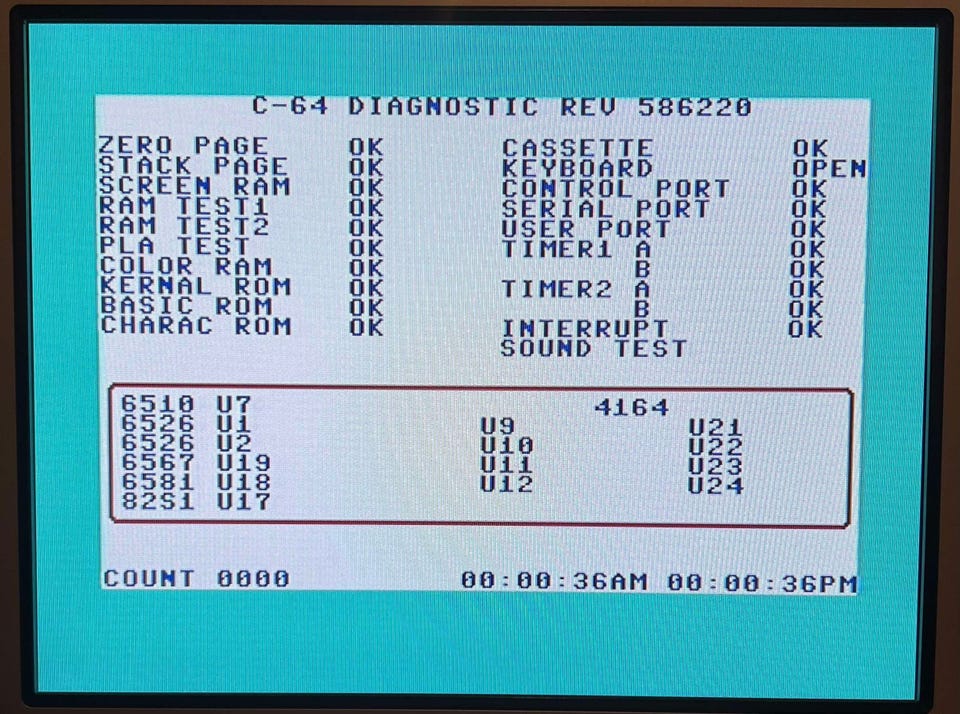 C-64 DIAGNOSTIC REV 586220
ZERO PAGE OK
STACK PAGE OK
SCREEN RAM OK
RAM TEST1 OK
RAM TEST2 OK
PLA TEST OK
COLOR RAM OK
KERNAL ROM OK
BASIC ROM OK
CHARAC ROM OK
CASSETTE OK
KEYBOARD OPEN
CONTROL PORT OK
SERIAL PORT OK
USER PORT OK
TIMER1 A OK
B OK
TIMER2 A OK
B OK
INTERRUPT OK
SOUND TEST
6510 U7
6526 U1
6526 U2
6567 U19
6581 U18
82S1 U17
4164
U9 U21
U10 U22
U11 U23
U12 U24
COUNT 0000 00:00:36AM 00:00:36PM